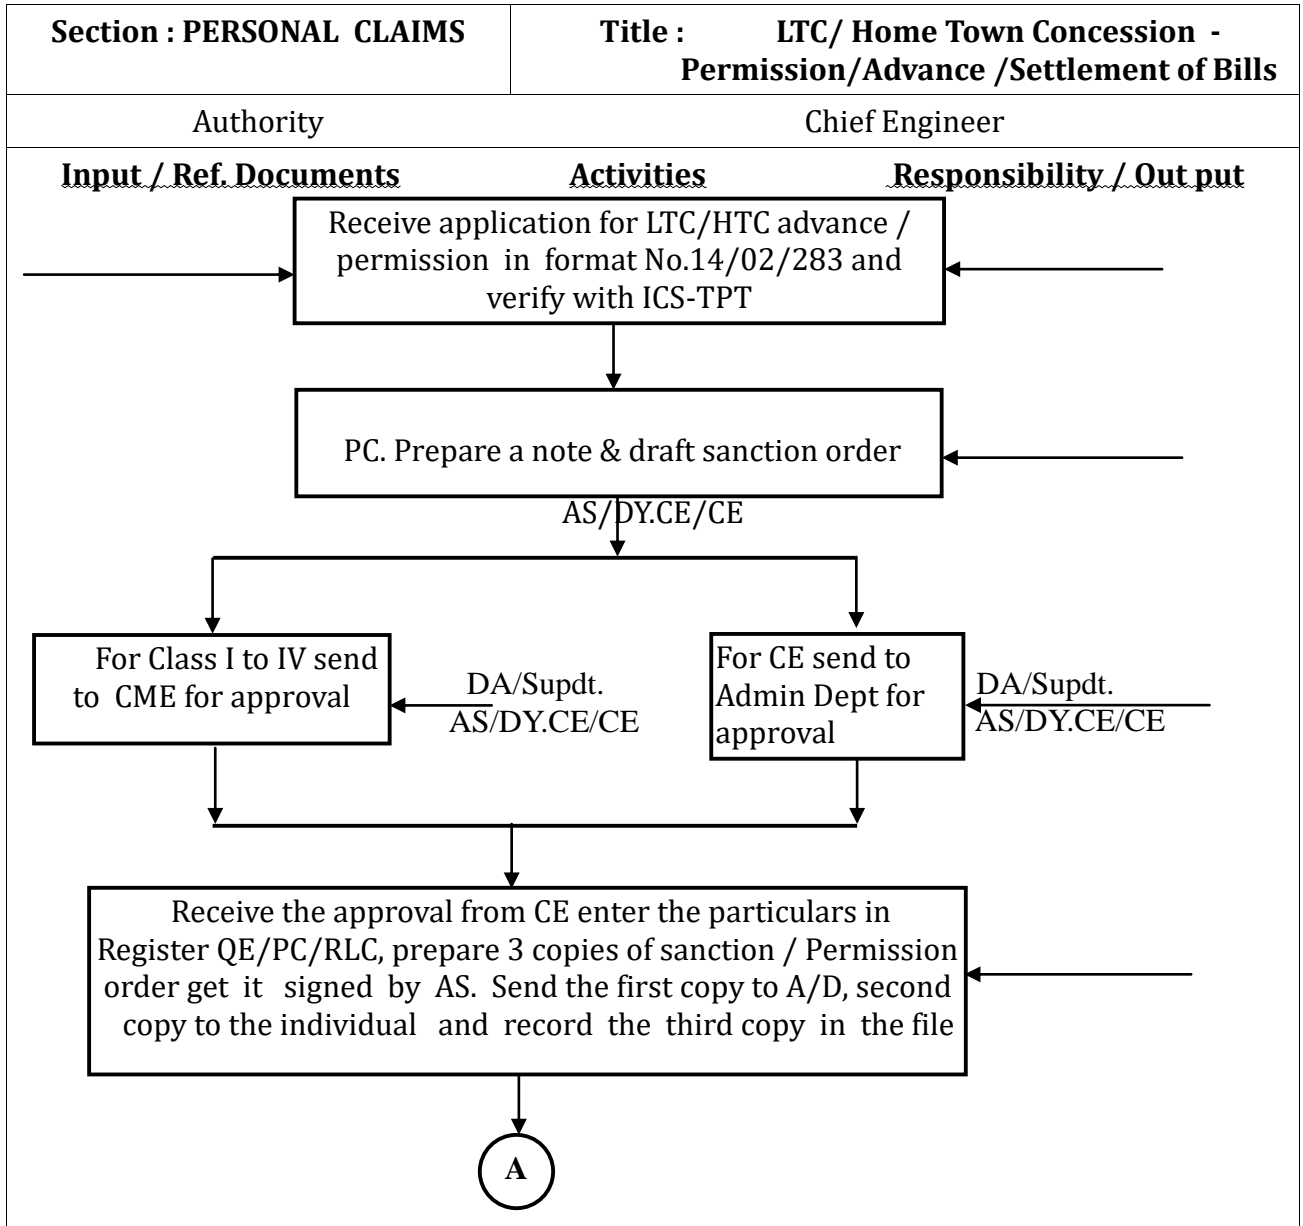 Section : PERSONAL CLAIMS
Title : LTC/ Home Town Concession -
Permission/Advance /Settlement of Bills
Authority
Chief Engineer
Input / Ref. Documents
Activities
Responsibility / Out put
Receive application for LTC/HTC advance /
permission in format No.14/02/283 and
verify with ICS-TPT
PC. Prepare a note & draft sanction order
AS/DY.CE/CE
For Class I to IV send
to CME for approval
DA/Supdt.
AS/DY.CE/CE
For CE send to
Admin Dept for
approval
DA/Supdt.
AS/DY.CE/CE
Receive the approval from CE enter the particulars in
Register QE/PC/RLC, prepare 3 copies of sanction / Permission
order get it signed by AS. Send the first copy to A/D, second
copy to the individual and record the third copy in the file
A